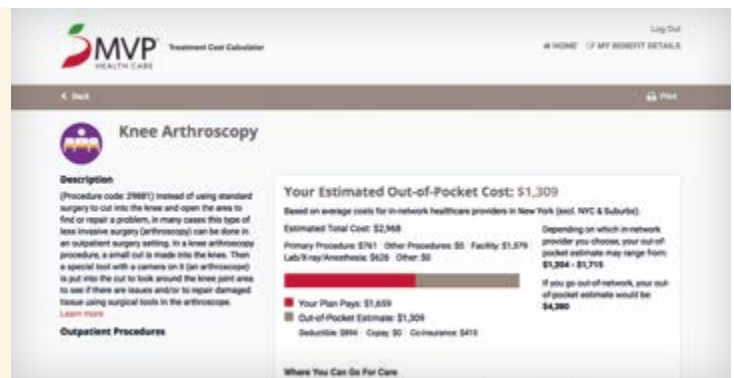 MVP
HEALTH CARE
Treatment Cost Calculator
Log Out
HOME MY BENEFIT DETAILS
Back
Print
Knee Arthroscopy
Description
(Procedure code: 29881) Instead of using standard
surgery to cut into the knee and open the area to
find or repair a problem, in many cases this type of
less invasive surgery (arthroscopy) can be done in
an outpatient surgery setting. In a knee arthroscopy
procedure, a small cut is made into the knee. Then
a special tool with a camera on it (an arthroscope)
is put into the cut to look around the knee joint area
to see if there are issues and/or to repair damaged
tissue using surgical tools in the arthroscope.
Learn more
Outpatient Procedures
Your Estimated Out-of-Pocket Cost: $1,309
Based on average costs for in-network healthcare providers in New York (excl. NYC & Suburbs).
Estimated Total Cost: $2,968
Primary Procedure: $761 Other Procedures: $0 Facility: $1,579
Lab/X-ray/Anesthesia: $628 Other: $0
Your Plan Pays: $1,659
Out-of-Pocket Estimate: $1,309
Deductible: $894 Copay: $0 Co-insurance: $415
Depending on which in-network
provider you choose, your out-of-
pocket estimate may range from:
$1,204 - $1,715
If you go out-of-network, your out-
of-pocket estimate would be:
$4,380
Where You Can Go For Care